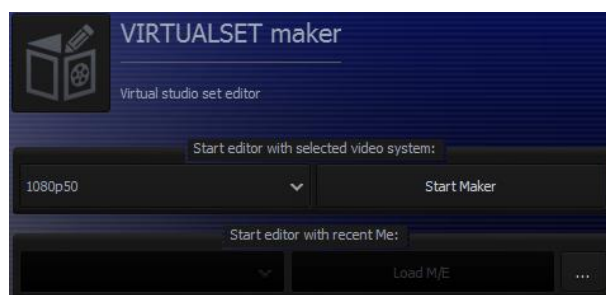 VIRTUALSET maker
Virtual studio set editor
Start editor with selected video system:
1080p50
Start Maker
Start editor with recent Me:
Load M/E
...